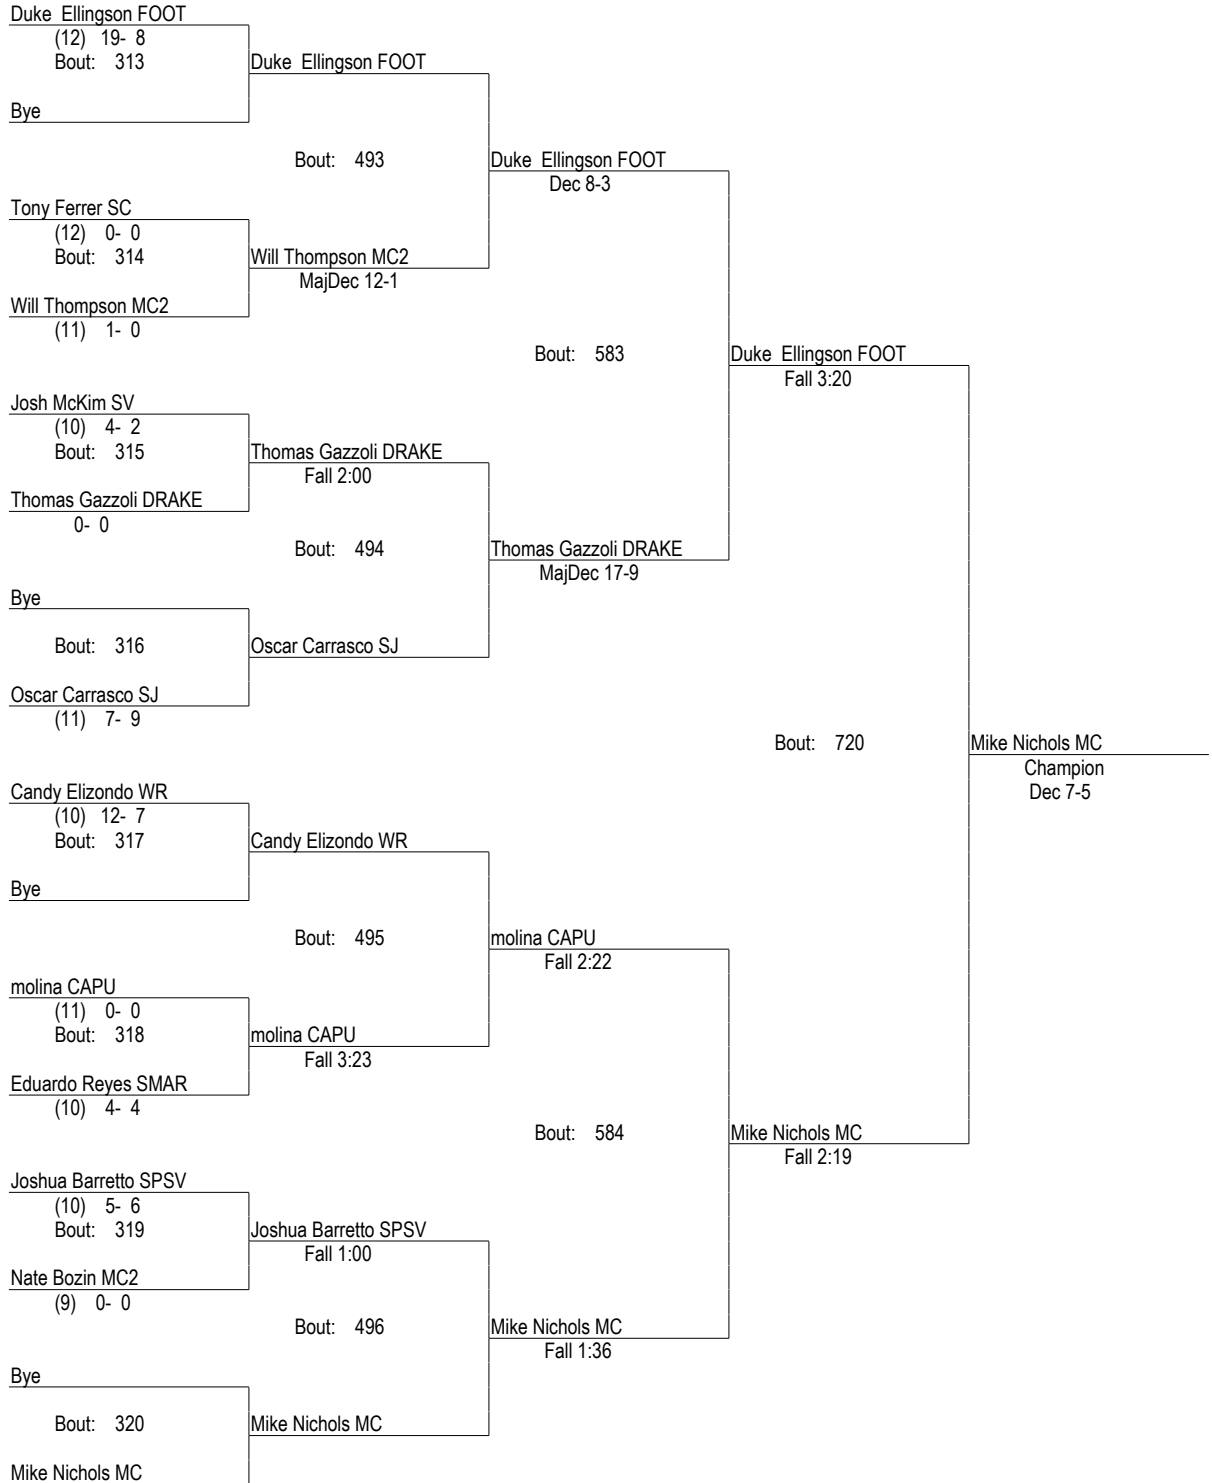 Duke  Ellingson FOOT
(12)   19-  8
Bout:   313
Duke  Ellingson FOOT
Bye
Bout:   493
Duke  Ellingson FOOT
Dec 8-3
Tony Ferrer SC
(12)   0-  0
Bout:   314
Will Thompson MC2
MajDec 12-1
Will Thompson MC2
(11)   1-  0
Bout:   583
Duke  Ellingson FOOT
Fall 3:20
Josh McKim SV
(10)   4-  2
Bout:   315
Thomas Gazzoli DRAKE
Fall 2:00
Thomas Gazzoli DRAKE
0-  0
Bout:   494
Thomas Gazzoli DRAKE
MajDec 17-9
Bye
Bout:   316
Oscar Carrasco SJ
Oscar Carrasco SJ
(11)   7-  9
Bout:   720
Mike Nichols MC
Champion
Dec 7-5
Candy Elizondo WR
(10)   12-  7
Bout:   317
Candy Elizondo WR
Bye
Bout:   495
molina CAPU
Fall 2:22
molina CAPU
(11)   0-  0
Bout:   318
molina CAPU
Fall 3:23
Eduardo Reyes SMAR
(10)   4-  4
Bout:   584
Mike Nichols MC
Fall 2:19
Joshua Barretto SPSV
(10)   5-  6
Bout:   319
Joshua Barretto SPSV
Fall 1:00
Nate Bozin MC2
(9)   0-  0
Bout:   496
Mike Nichols MC
Fall 1:36
Bye
Bout:   320
Mike Nichols MC
Mike Nichols MC